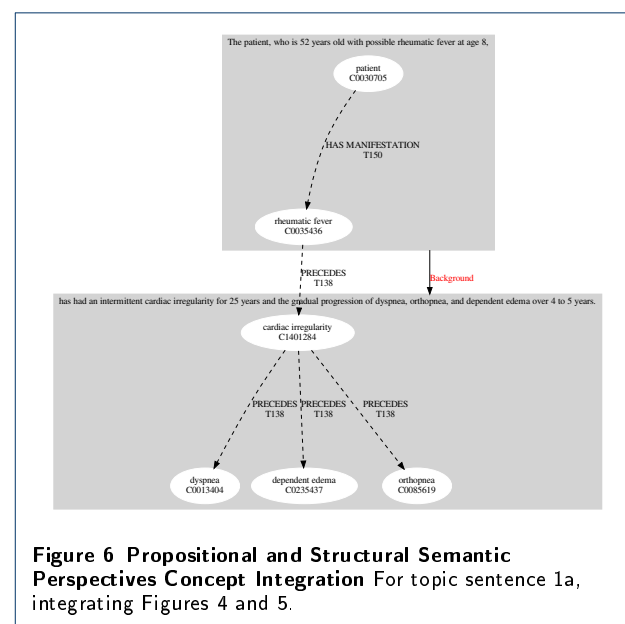 The patient, who is 52 years old with possible rheumatic fever at age 8,
patient
C0030705
HAS MANIFESTATION
T150
rheumatic fever
C0035436
PRECEDES
T138
Background
has had an intermittent cardiac irregularity for 25 years and the gradual progression of dyspnea, orthopnea, and dependent edema over 4 to 5 years.
cardiac irregularity
C1401284
PRECEDES PRECEDES PRECEDES
T138 T138 T138
dyspnea dependent edema orthopnea
C0013404 C0235437 C0085619
Figure 6 Propositional and Structural Semantic
Perspectives Concept Integration For topic sentence 1a,
integrating Figures 4 and 5.